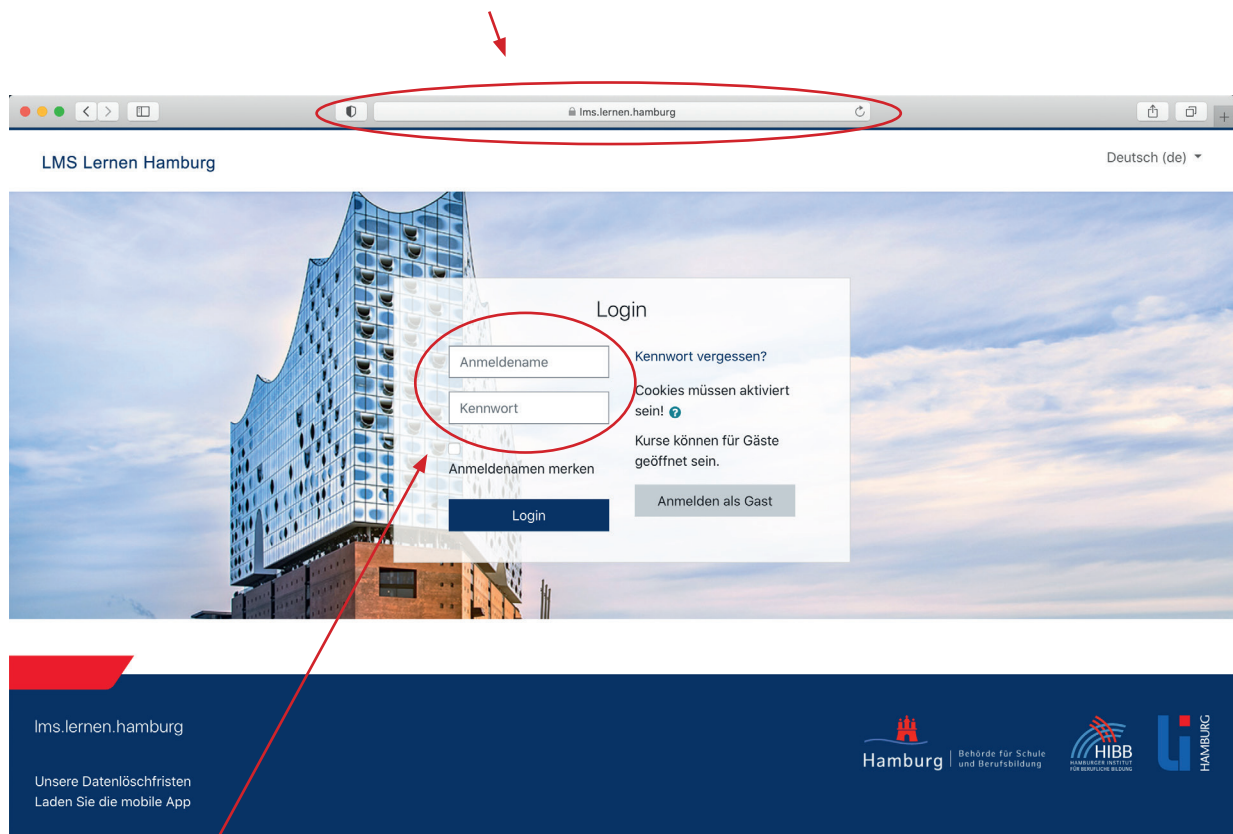 lms.lernen.hamburg
LMS Lernen Hamburg
Deutsch (de)
Login
Anmeldename
Kennwort
Anmeldenamen merken
Login
Kennwort vergessen?
Cookies müssen aktiviert
sein!
Kurse können für Gäste
geöffnet sein.
Anmelden als Gast
lms.lernen.hamburg
Unsere Datenlöschfristen
Laden Sie die mobile App
Hamburg
Behörde für Schule
und Berufsbildung
HIBB
HAMBURGER INSTITUT
FÜR BERUFLICHE BILDUNG
Li
HAMBURG